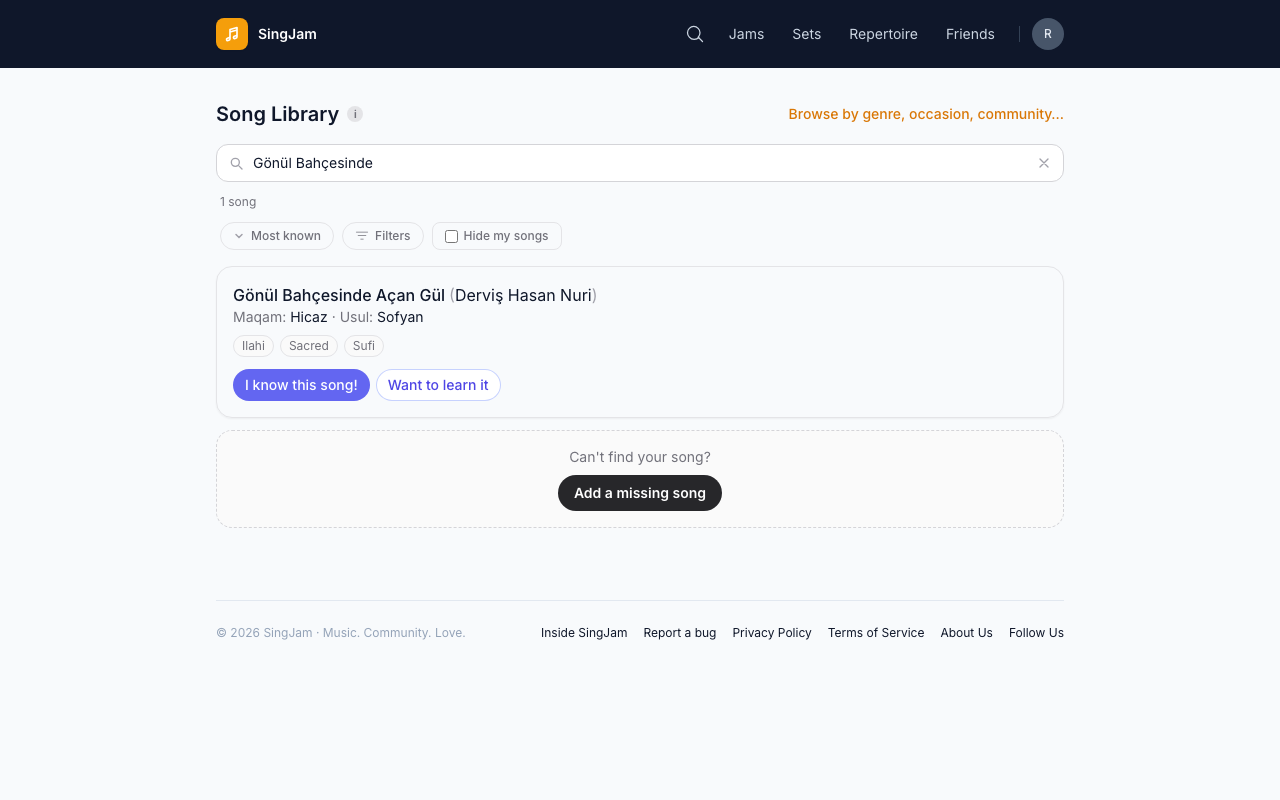 SingJam
Jams
Sets
Repertoire
Friends
R
Song Library
i
Browse by genre, occasion, community...
Gönül Bahçesinde
1 song
Most known
Filters
Hide my songs
Gönül Bahçesinde Açan Gül (Derviş Hasan Nuri)
Maqam: Hicaz · Usul: Sofyan
Ilahi
Sacred
Sufi
I know this song!
Want to learn it
Can't find your song?
Add a missing song
© 2026 SingJam · Music. Community. Love.
Inside SingJam
Report a bug
Privacy Policy
Terms of Service
About Us
Follow Us